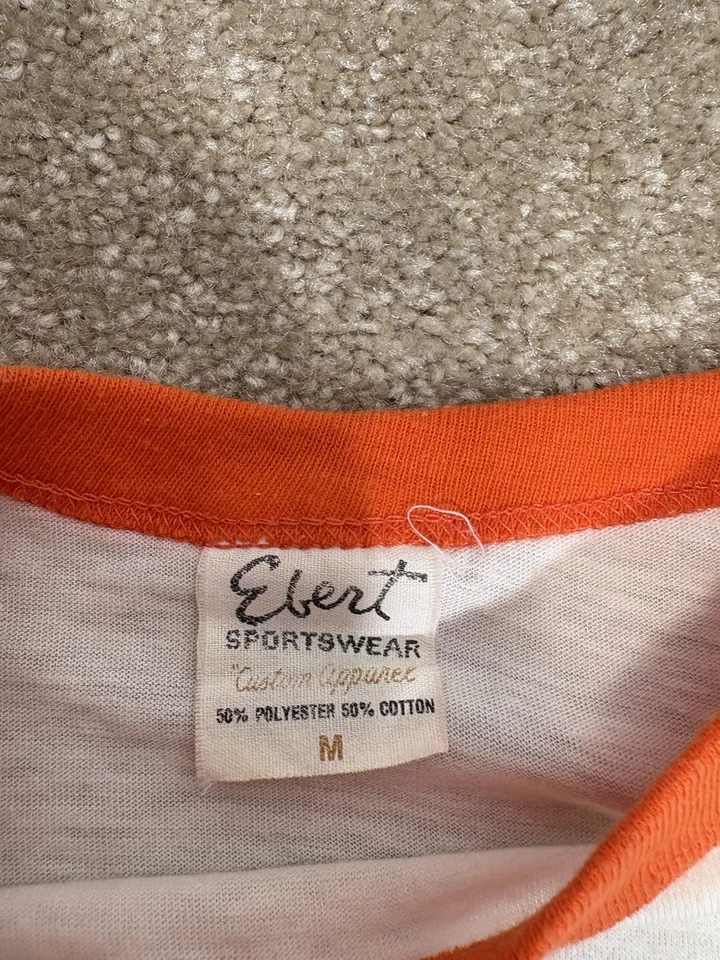 Ebert
SPORTSWEAR
"Custom Apparel
50% POLYESTER 50% COTTON
M